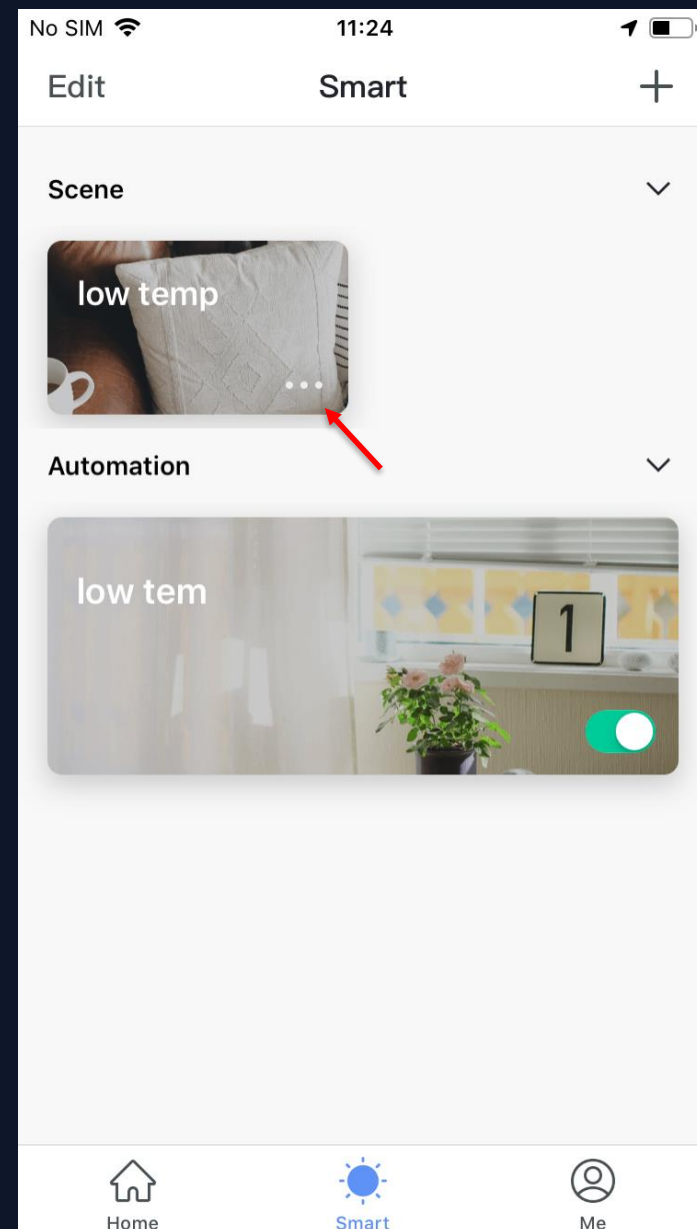 No SIM 11:24
Edit Smart
Scene
low temp
Automation
low tem
1
Home Smart Me